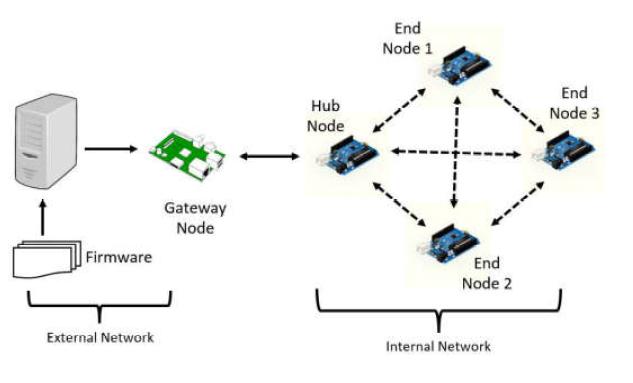 End
Node 1
Hub
Node
End
Node 3
Gateway
Node
Firmware
End
Node 2
External Network
Internal Network